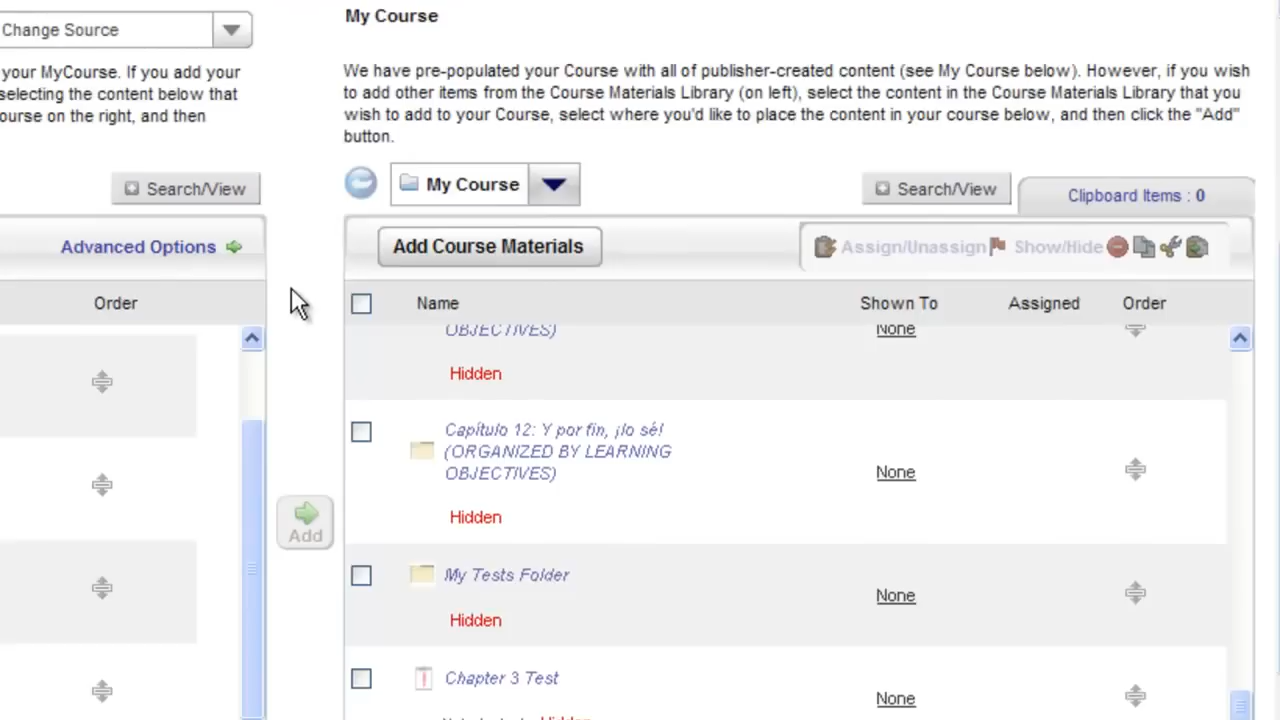 Change Source
your MyCourse. If you add your
selecting the content below that
ourse on the right, and then
Search/View
Advanced Options
Order
My Course
We have pre-populated your Course with all of publisher-created content (see My Course below). However, if you wish
to add other items from the Course Materials Library (on left), select the content in the Course Materials Library that you
wish to add to your Course, select where you'd like to place the content in your course below, and then click the "Add"
button.
My Course
Search/View
Clipboard Items : 0
Add Course Materials
Assign/Unassign
Show/Hide
Name
Shown To
Assigned
Order
OBJECTIVES)
None
Hidden
Capítulo 12: Y por fin, ¡lo sé!
(ORGANIZED BY LEARNING
OBJECTIVES)
None
Hidden
Add
My Tests Folder
None
Hidden
Chapter 3 Test
None
Hidden